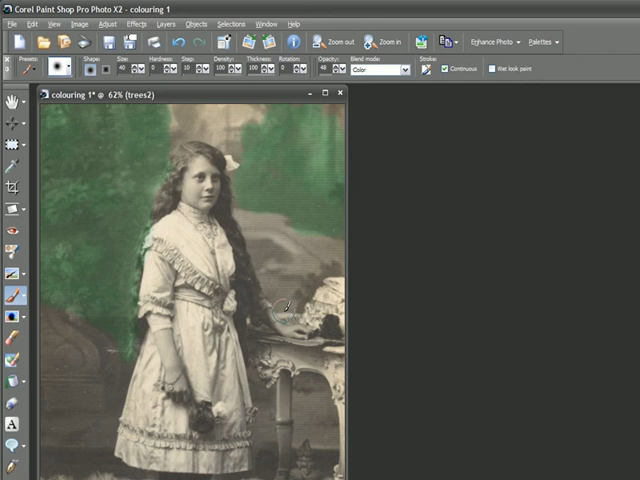 Corel Paint Shop Pro Photo X2 - colouring 1
File Edit View Image Adjust Effects Layers Objects Selections Window Help
Zoom out Zoom in Enhance Photo Palettes
Presets: Shape: Size: Hardness: Step: Density: Thickness: Rotation: Opacity: Blend mode: Stroke:
40 0 10 100 100 0 48 Color Continuous Wet look paint
colouring 1* @ 62% (trees2)
A